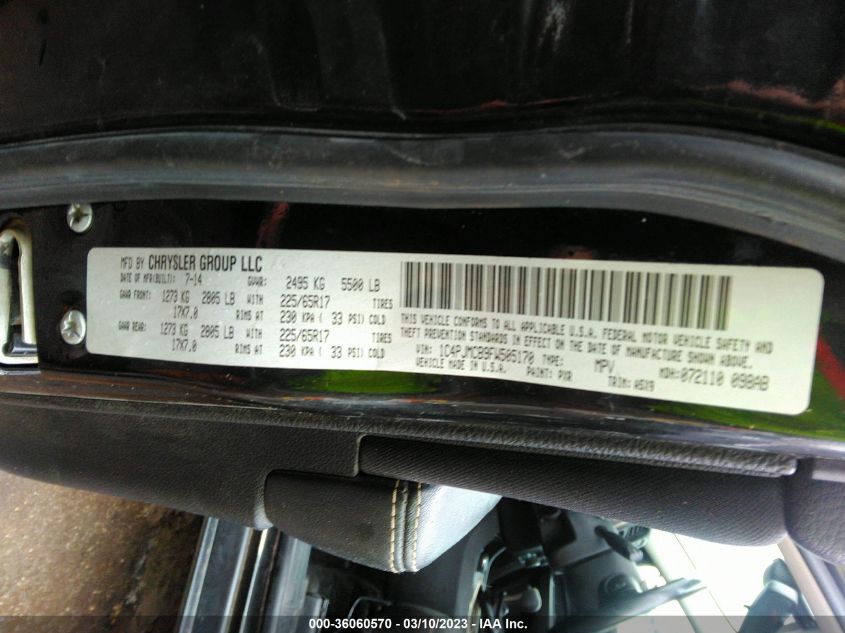 MFD BY CHRYSLER GROUP LLC
DATE OF MFR(BUILT): 7-14 GVWR: 2495 KG 5500 LB
GAWR FRONT: 1273 KG 2805 LB WITH 225/65R17 TIRES
17X7.0 RIMS AT 230 KPA ( 33 PSI) COLD
GAWR REAR: 1273 KG 2805 LB WITH 225/65R17 TIRES
17X7.0 RIMS AT 230 KPA ( 33 PSI) COLD
THIS VEHICLE CONFORMS TO ALL APPLICABLE U.S.A. FEDERAL MOTOR VEHICLE SAFETY AND
THEFT PREVENTION STANDARDS IN EFFECT ON THE DATE OF MANUFACTURE SHOWN ABOVE.
VIN: 1C4PJMCB9FW505170 TYPE: MPV MDH: 072110 098AB
VEHICLE MADE IN U.S.A. PAINT: PXR TRIM: A5X9
000-36060570 - 03/10/2023 - IAA Inc.